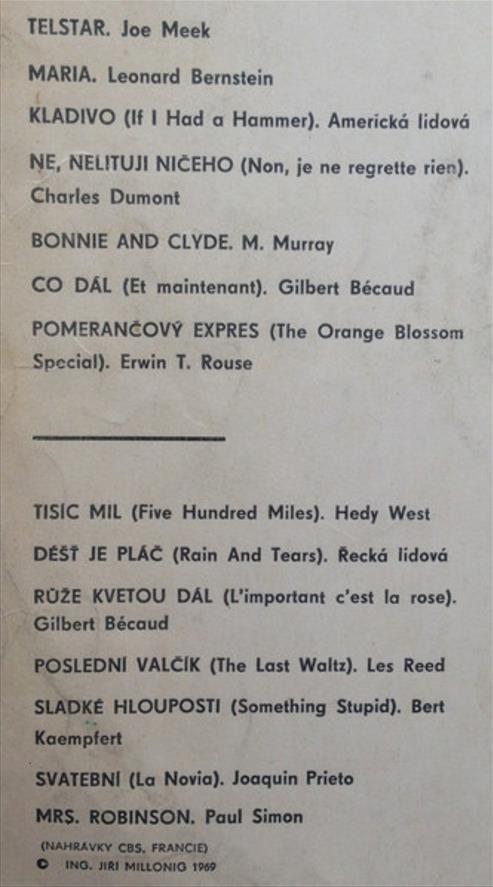 TELSTAR. Joe Meek
MARIA. Leonard Bernstein
KLADIVO (If I Had a Hammer). Americká lidová
NE, NELITUJI NIČEHO (Non, je ne regrette rien).
Charles Dumont
BONNIE AND CLYDE. M. Murray
CO DÁL (Et maintenant). Gilbert Bécaud
POMERANČOVÝ EXPRES (The Orange Blossom
Special). Erwin T. Rouse
TISÍC MIL (Five Hundred Miles). Hedy West
DÉŠŤ JE PLÁČ (Rain And Tears). Řecká lidová
RŮŽE KVETOU DÁL (L'important c'est la rose).
Gilbert Bécaud
POSLEDNÍ VALČÍK (The Last Waltz). Les Reed
SLADKÉ HLOUPOSTI (Something Stupid). Bert
Kaempfert
SVATEBNÍ (La Novia). Joaquin Prieto
MRS. ROBINSON. Paul Simon
(NAHRÁVKY CBS, FRANCIE)
© ING. JIŘÍ MILLONIG 1969